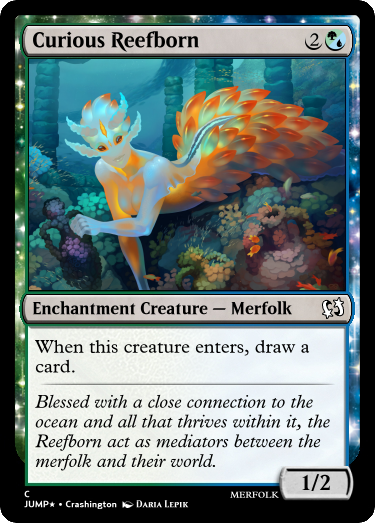 Curious Reefborn 2
Enchantment Creature — Merfolk
When this creature enters, draw a
card.
Blessed with a close connection to the
ocean and all that thrives within it, the
Reefborn act as mediators between the
merfolk and their world.
1/2
C MERFOLK
JUMP★ • Crashington Daria Lepik